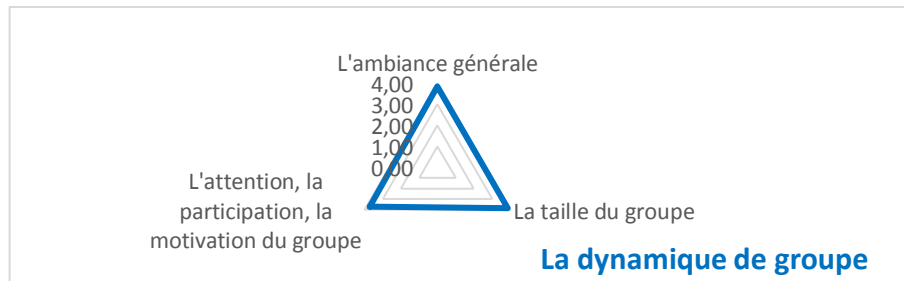 L'ambiance générale
4,00
3,00
2,00
1,00
0,00
L'attention, la
participation, la
motivation du groupe
La taille du groupe
La dynamique de groupe